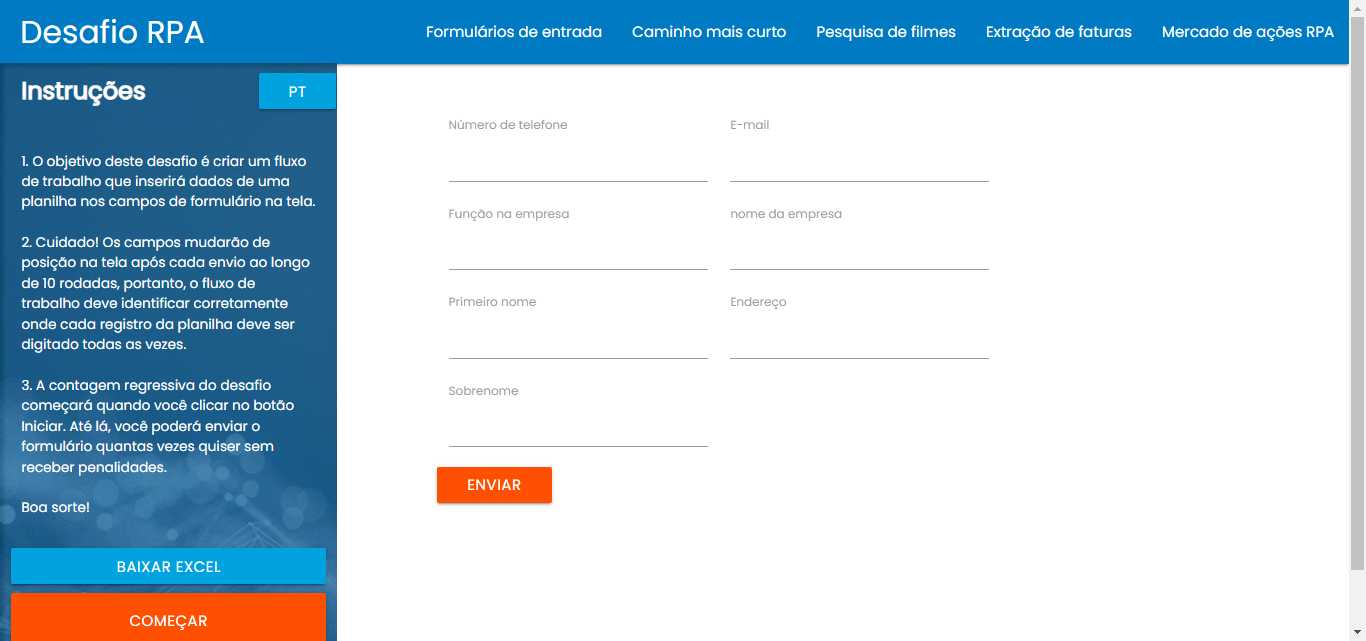 Desafio RPA
Formulários de entrada Caminho mais curto Pesquisa de filmes Extração de faturas Mercado de ações RPA
Instruções
PT
1. O objetivo deste desafio é criar um fluxo
de trabalho que inserirá dados de uma
planilha nos campos de formulário na tela.
2. Cuidado! Os campos mudarão de
posição na tela após cada envio ao longo
de 10 rodadas, portanto, o fluxo de
trabalho deve identificar corretamente
onde cada registro da planilha deve ser
digitado todas as vezes.
3. A contagem regressiva do desafio
começará quando você clicar no botão
Iniciar. Até lá, você poderá enviar o
formulário quantas vezes quiser sem
receber penalidades.
Boa sorte!
BAIXAR EXCEL
COMEÇAR
Número de telefone
E-mail
Função na empresa
nome da empresa
Primeiro nome
Endereço
Sobrenome
ENVIAR